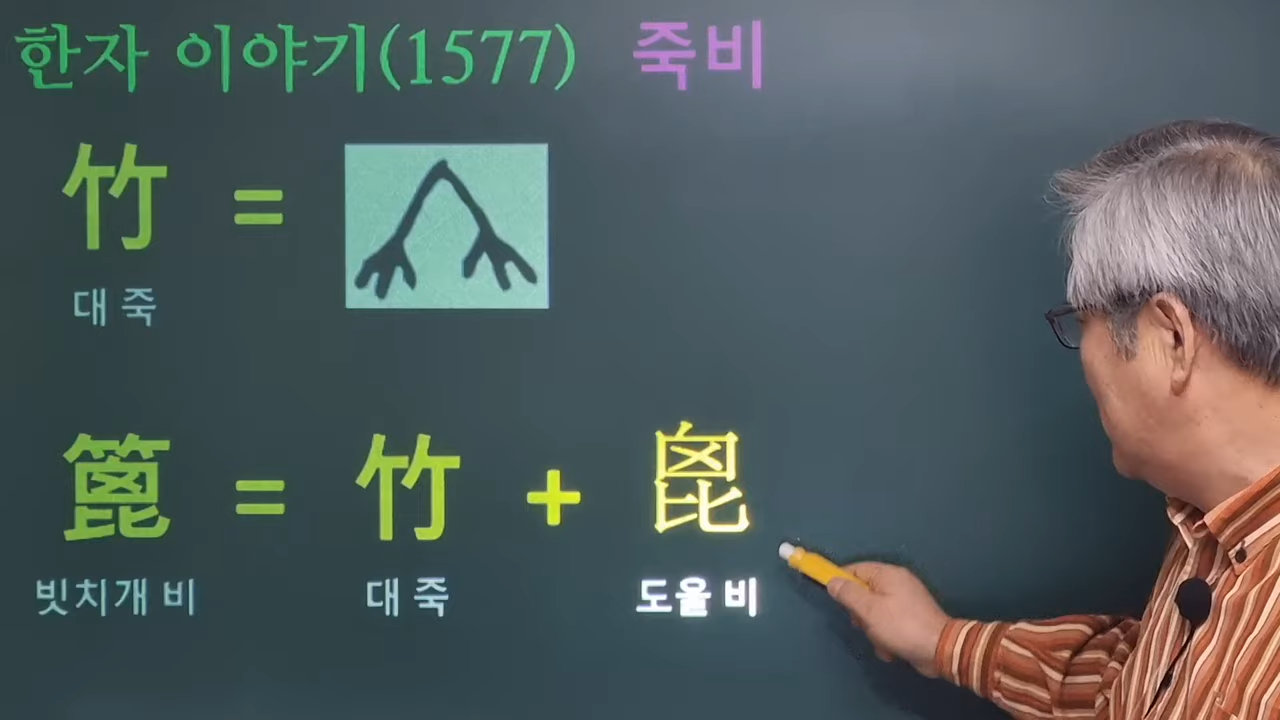 한자 이야기(1577) 죽비
竹 =
대 죽
篦 = 竹 + 毘
빗치개 비 대 죽 도울 비